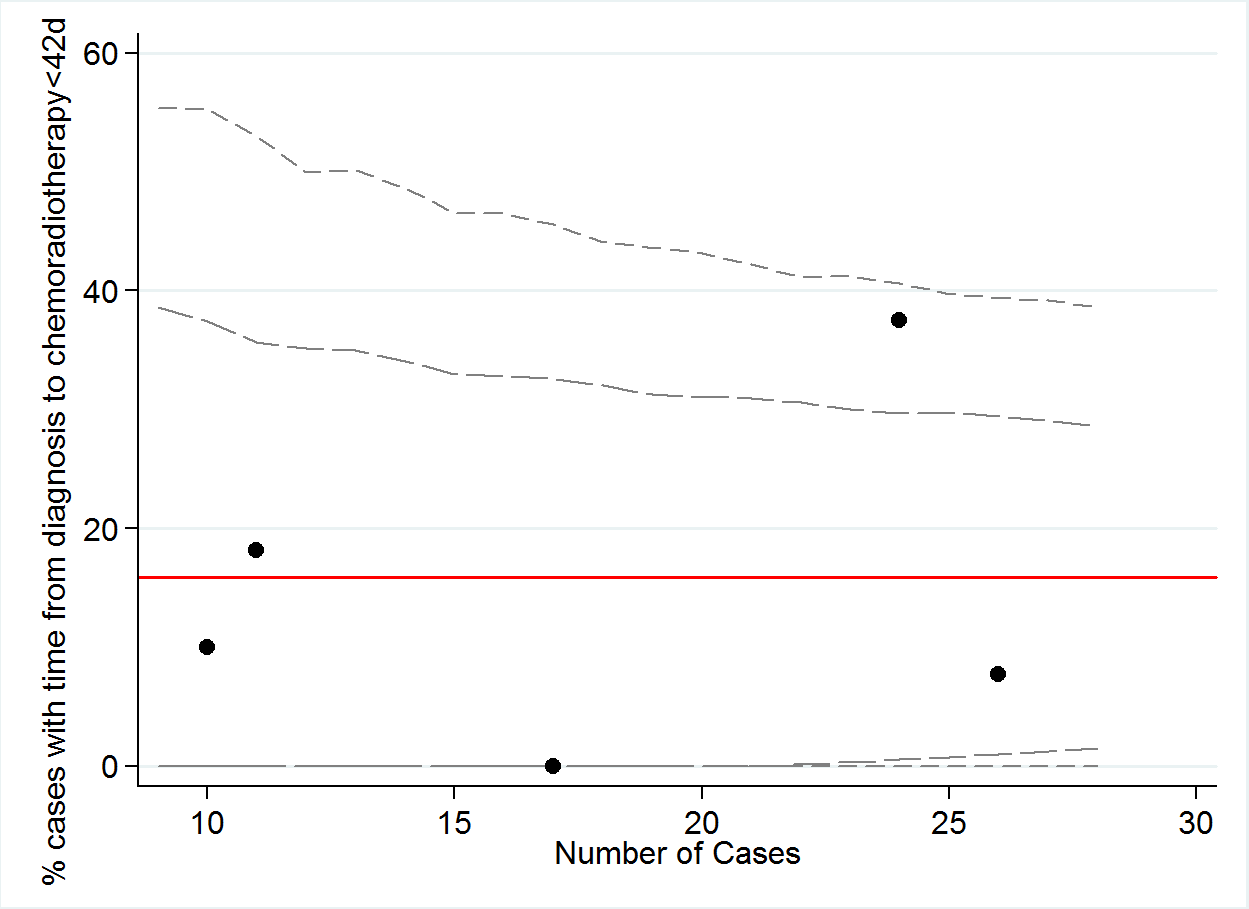 % cases with time from diagnosis to chemoradiotherapy<42d
60
40
20
0
10 15 20 25 30
Number of Cases